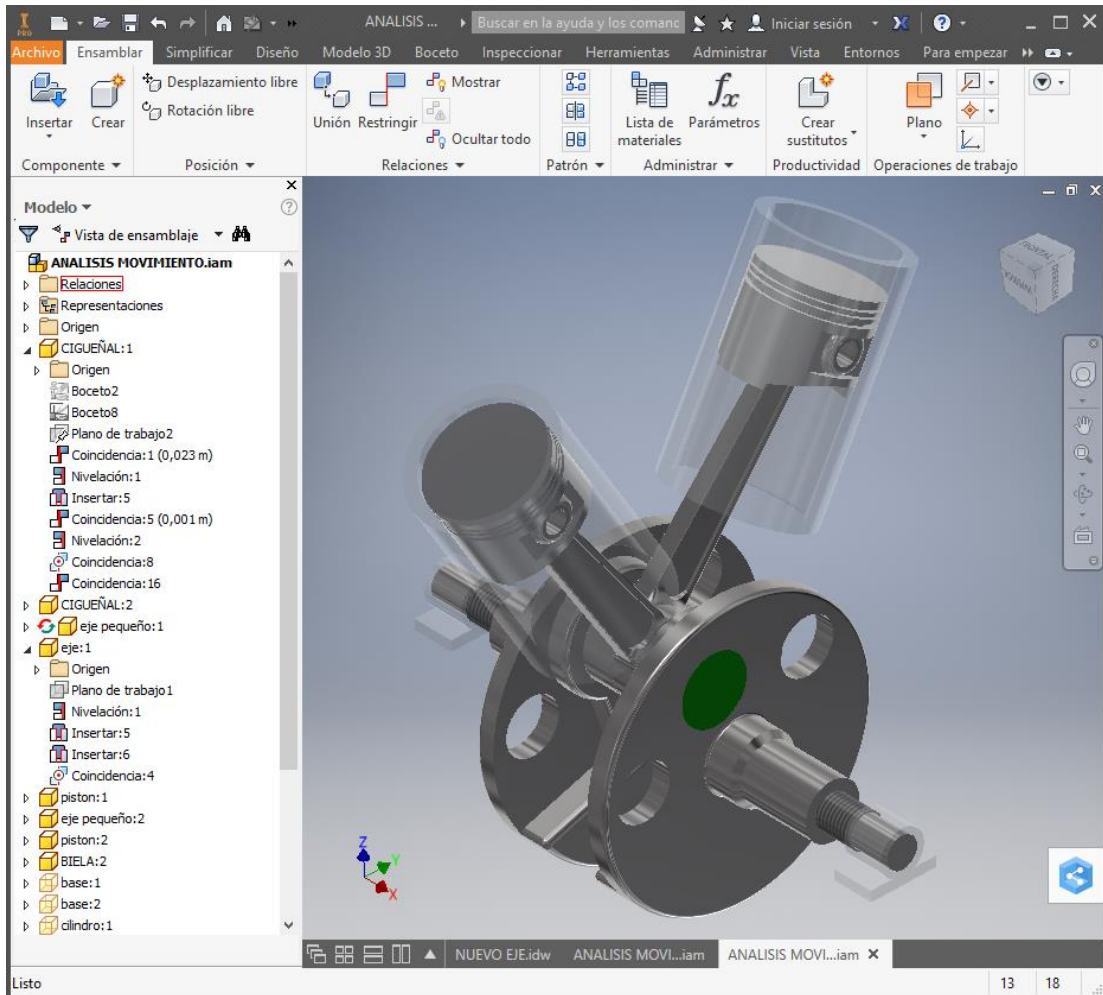 PRO
ANALISIS ...
Buscar en la ayuda y los comanc
Iniciar sesión
Archivo Ensamblar Simplificar Diseño Modelo 3D Boceto Inspeccionar Herramientas Administrar Vista Entornos Para empezar
Insertar
Crear
Desplazamiento libre
Rotación libre
Unión Restringir
Mostrar
Ocultar todo
Lista de materiales
fx
Parámetros
Crear sustitutos
Plano
Componente Posición Relaciones Patrón Administrar Productividad Operaciones de trabajo
Modelo
Vista de ensamblaje
ANALISIS MOVIMIENTO.iam
Relaciones
Representaciones
Origen
CIGUEÑAL:1
Origen
Boceto2
Boceto8
Plano de trabajo2
Coincidencia:1 (0,023 m)
Nivelación:1
Insertar:5
Coincidencia:5 (0,001 m)
Nivelación:2
Coincidencia:8
Coincidencia:16
CIGUEÑAL:2
eje pequeño:1
eje:1
Origen
Plano de trabajo1
Nivelación:1
Insertar:5
Insertar:6
Coincidencia:4
piston:1
eje pequeño:2
piston:2
BIELA:2
base:1
base:2
cilindro:1
FRONTAL
DERECHA
Z
Y
X
NUEVO EJE.idw ANALISIS MOVI...iam ANALISIS MOVI...iam
Listo
13 18